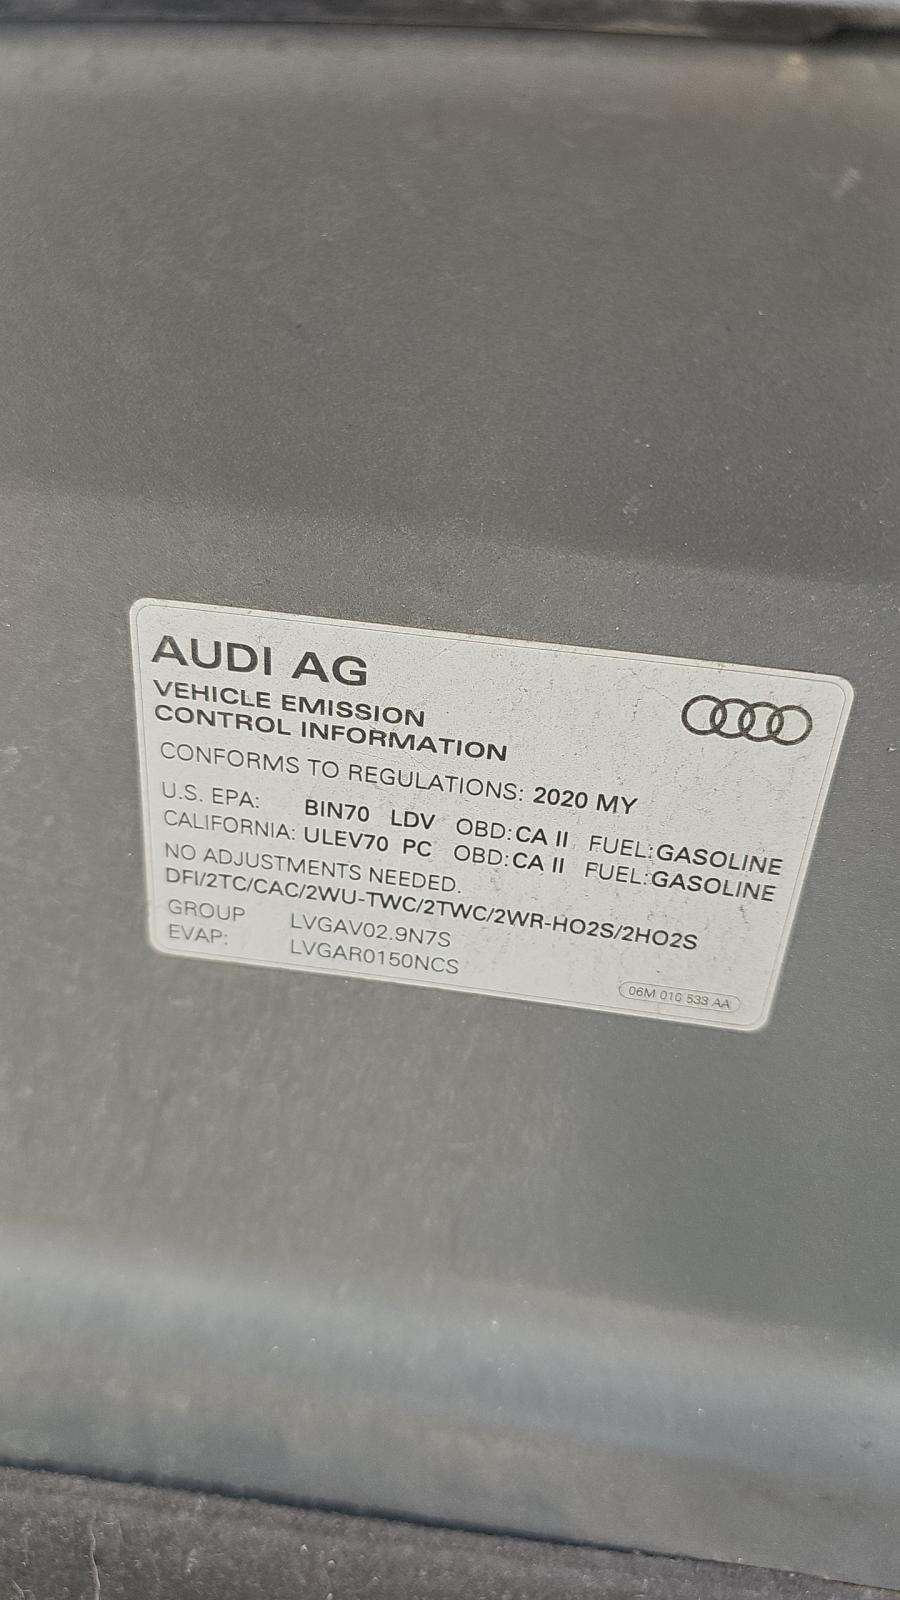 AUDI AG
VEHICLE EMISSION
CONTROL INFORMATION
CONFORMS TO REGULATIONS: 2020 MY
U.S. EPA: BIN70 LDV OBD:CA II FUEL:GASOLINE
CALIFORNIA: ULEV70 PC OBD:CA II FUEL:GASOLINE
NO ADJUSTMENTS NEEDED.
DFI/2TC/CAC/2WU-TWC/2TWC/2WR-HO2S/2HO2S
GROUP LVGAV02.9N7S
EVAP: LVGAR0150NCS
06M 010 533 AA